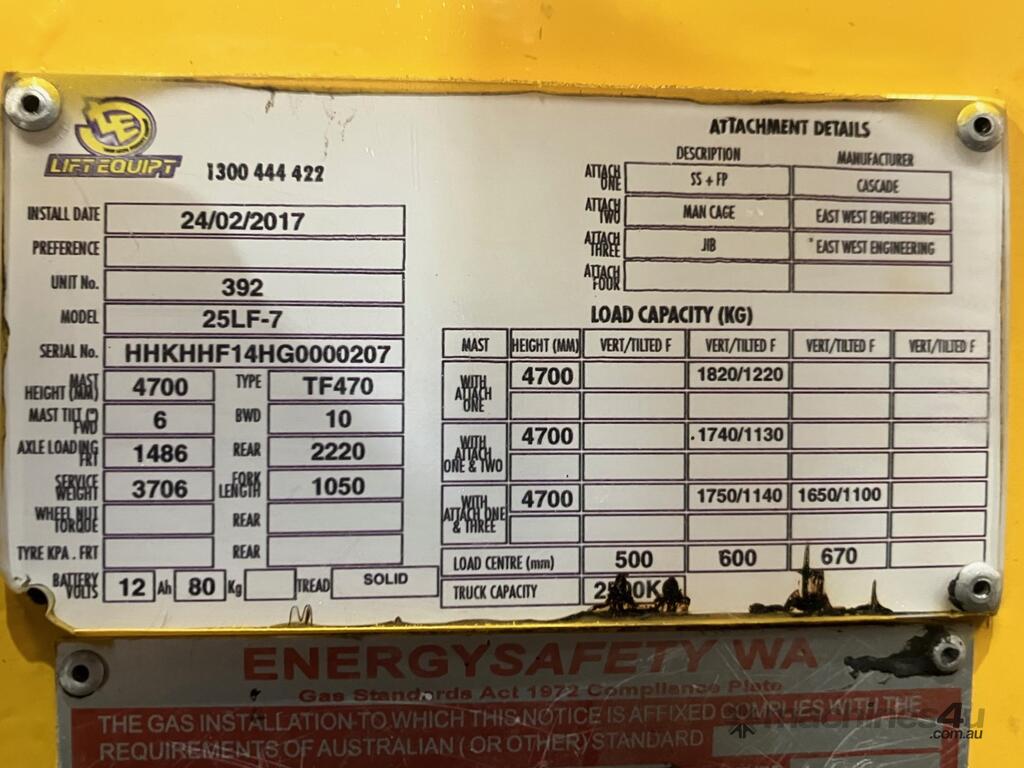 LE
LIFTEQUIPT
1300 444 422
INSTALL DATE 24/02/2017
PREFERENCE
UNIT No. 392
MODEL 25LF-7
SERIAL No. HHKHHF14HG0000207
MAST HEIGHT (MM) 4700 TYPE TF470
MAST TILT (°) FWD 6 BWD 10
AXLE LOADING FRT 1486 REAR 2220
SERVICE WEIGHT 3706 FORK LENGTH 1050
WHEEL NUT TORQUE REAR
TYRE KPA . FRT REAR
BATTERY VOLTS 12 Ah 80 Kg TREAD SOLID
ATTACHMENT DETAILS
DESCRIPTION MANUFACTURER
ATTACH ONE SS + FP CASCADE
ATTACH TWO MAN CAGE EAST WEST ENGINEERING
ATTACH THREE JIB EAST WEST ENGINEERING
ATTACH FOUR
LOAD CAPACITY (KG)
MAST HEIGHT (MM) VERT/TILTED F VERT/TILTED F VERT/TILTED F VERT/TILTED F
WITH ATTACH ONE 4700 1820/1220
WITH ATTACH ONE & TWO 4700 1740/1130
WITH ATTACH ONE & THREE 4700 1750/1140 1650/1100
LOAD CENTRE (mm) 500 600 670
TRUCK CAPACITY
ENERGYSAFETY WA
Gas Standards Act 1972 Compliance Plate
THE GAS INSTALLATION TO WHICH THIS NOTICE IS AFFIXED COMPLIES WITH THE
REQUIREMENTS OF AUSTRALIAN ( OR OTHER) STANDARD
Machines4u
.com.au